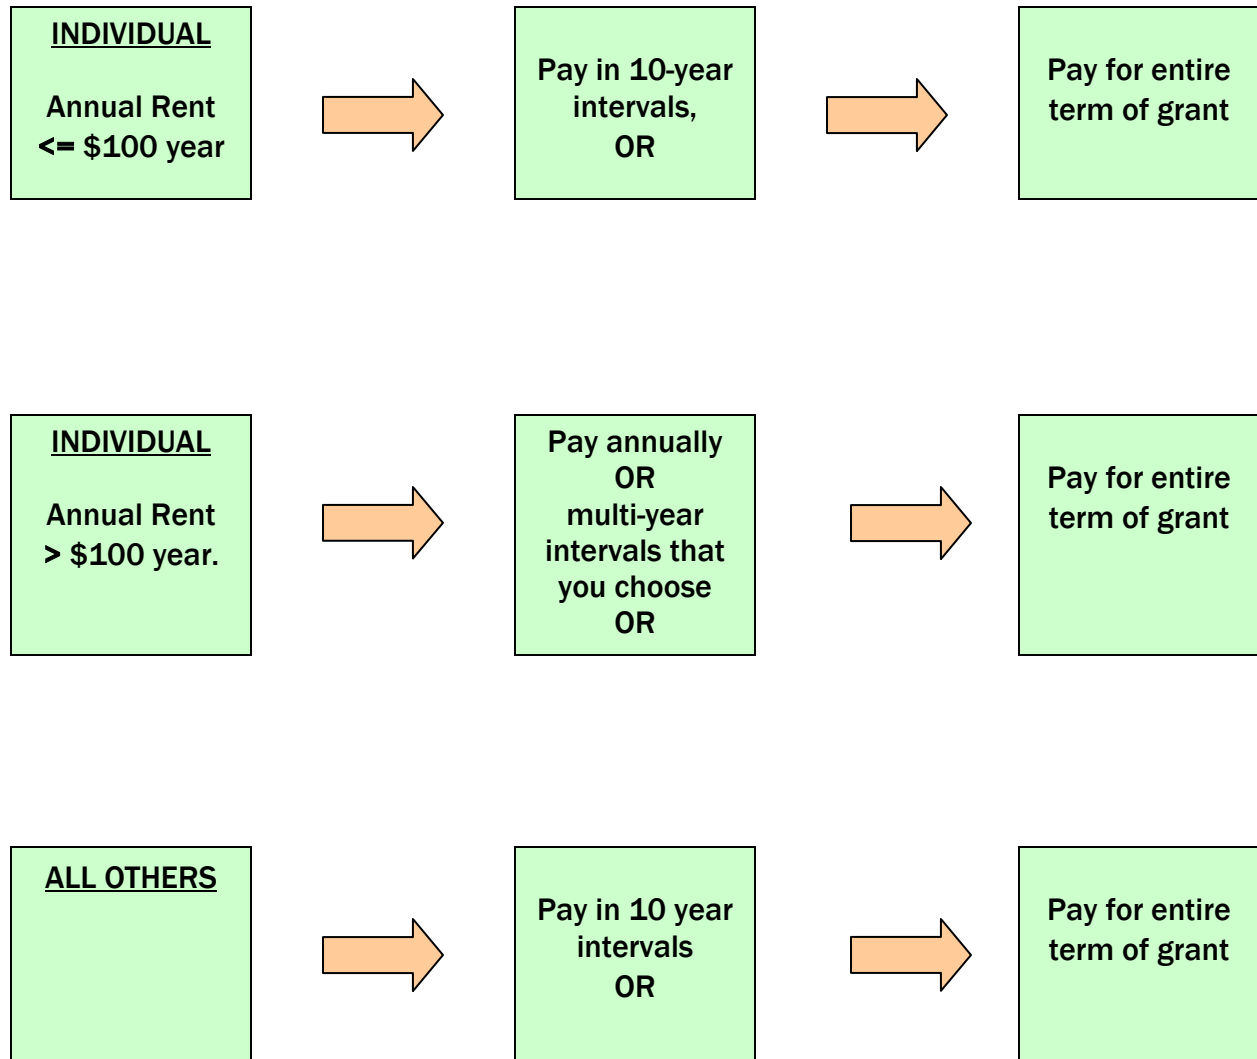 INDIVIDUAL
Annual Rent
<= $100 year
Pay in 10-year
intervals,
OR
Pay for entire
term of grant
INDIVIDUAL
Annual Rent
> $100 year.
Pay annually
OR
multi-year
intervals that
you choose
OR
Pay for entire
term of grant
ALL OTHERS
Pay in 10 year
intervals
OR
Pay for entire
term of grant